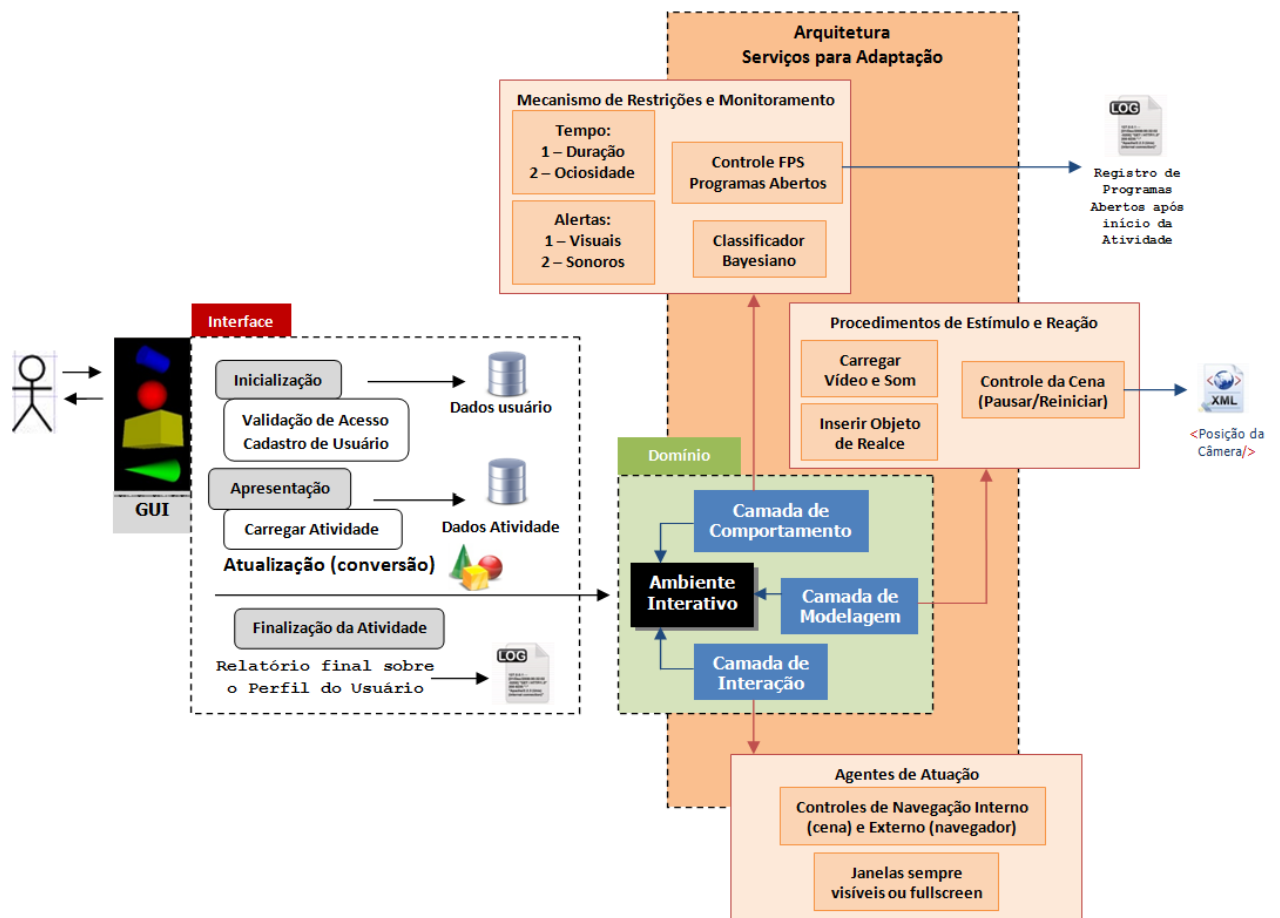 Arquitetura
Serviços para Adaptação
Mecanismo de Restrições e Monitoramento
Tempo:
1 – Duração
2 – Ociosidade
Controle FPS
Programas Abertos
Alertas:
1 – Visuais
2 – Sonoros
Classificador
Bayesiano
LOG
Registro de
Programas
Abertos após
início da
Atividade
Procedimentos de Estímulo e Reação
Carregar
Vídeo e Som
Controle da Cena
(Pausar/Reiniciar)
Inserir Objeto
de Realce
XML
<Posição da
Câmera/>
Interface
GUI
Inicialização
Validação de Acesso
Cadastro de Usuário
Dados usuário
Apresentação
Carregar Atividade
Dados Atividade
Atualização (conversão)
Finalização da Atividade
Relatório final sobre
o Perfil do Usuário
LOG
Domínio
Camada de
Comportamento
Ambiente
Interativo
Camada de
Modelagem
Camada de
Interação
Agentes de Atuação
Controles de Navegação Interno
(cena) e Externo (navegador)
Janelas sempre
visíveis ou fullscreen